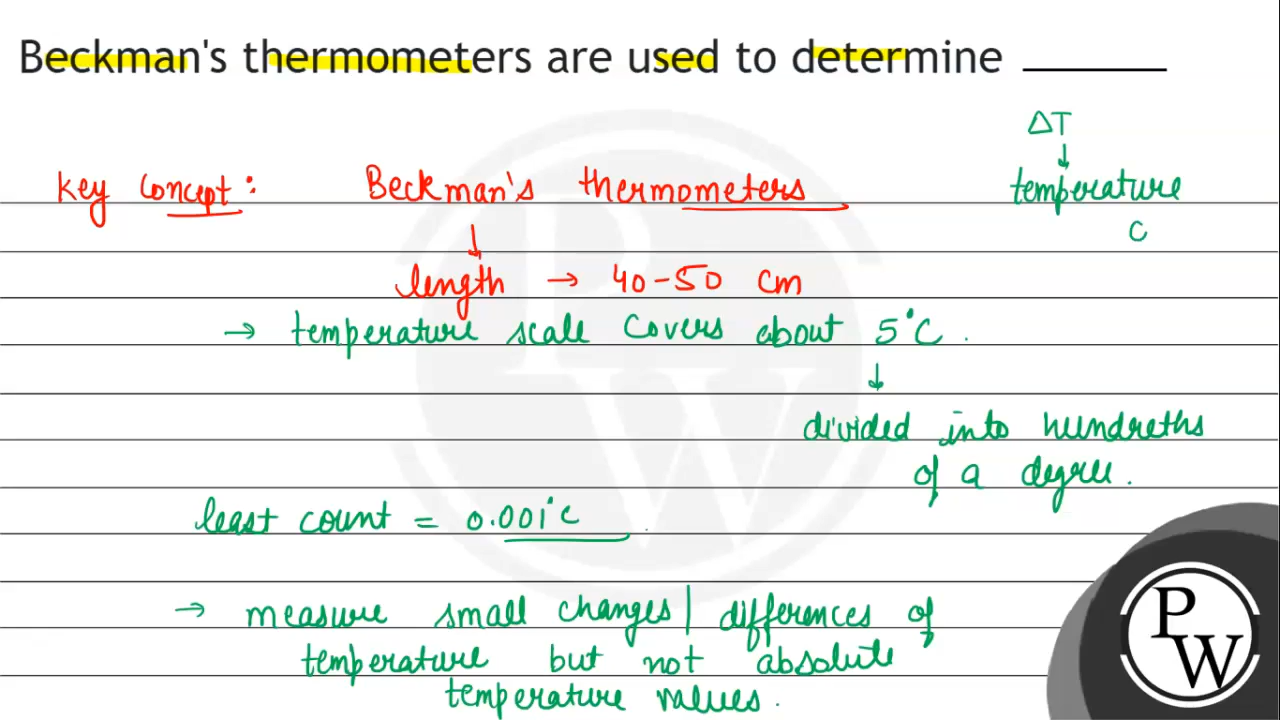 Beckman's thermometers are used to determine ______
ΔT
↓
temperature
C
Key Concept : Beckman's thermometers
↓
length → 40-50 cm
→ temperature scale covers about 5°C .
↓
divided into hundreths
of a degree.
least count = 0.001°C
→ measure small changes | differences of
temperature but not absolute
temperature values.
P
W